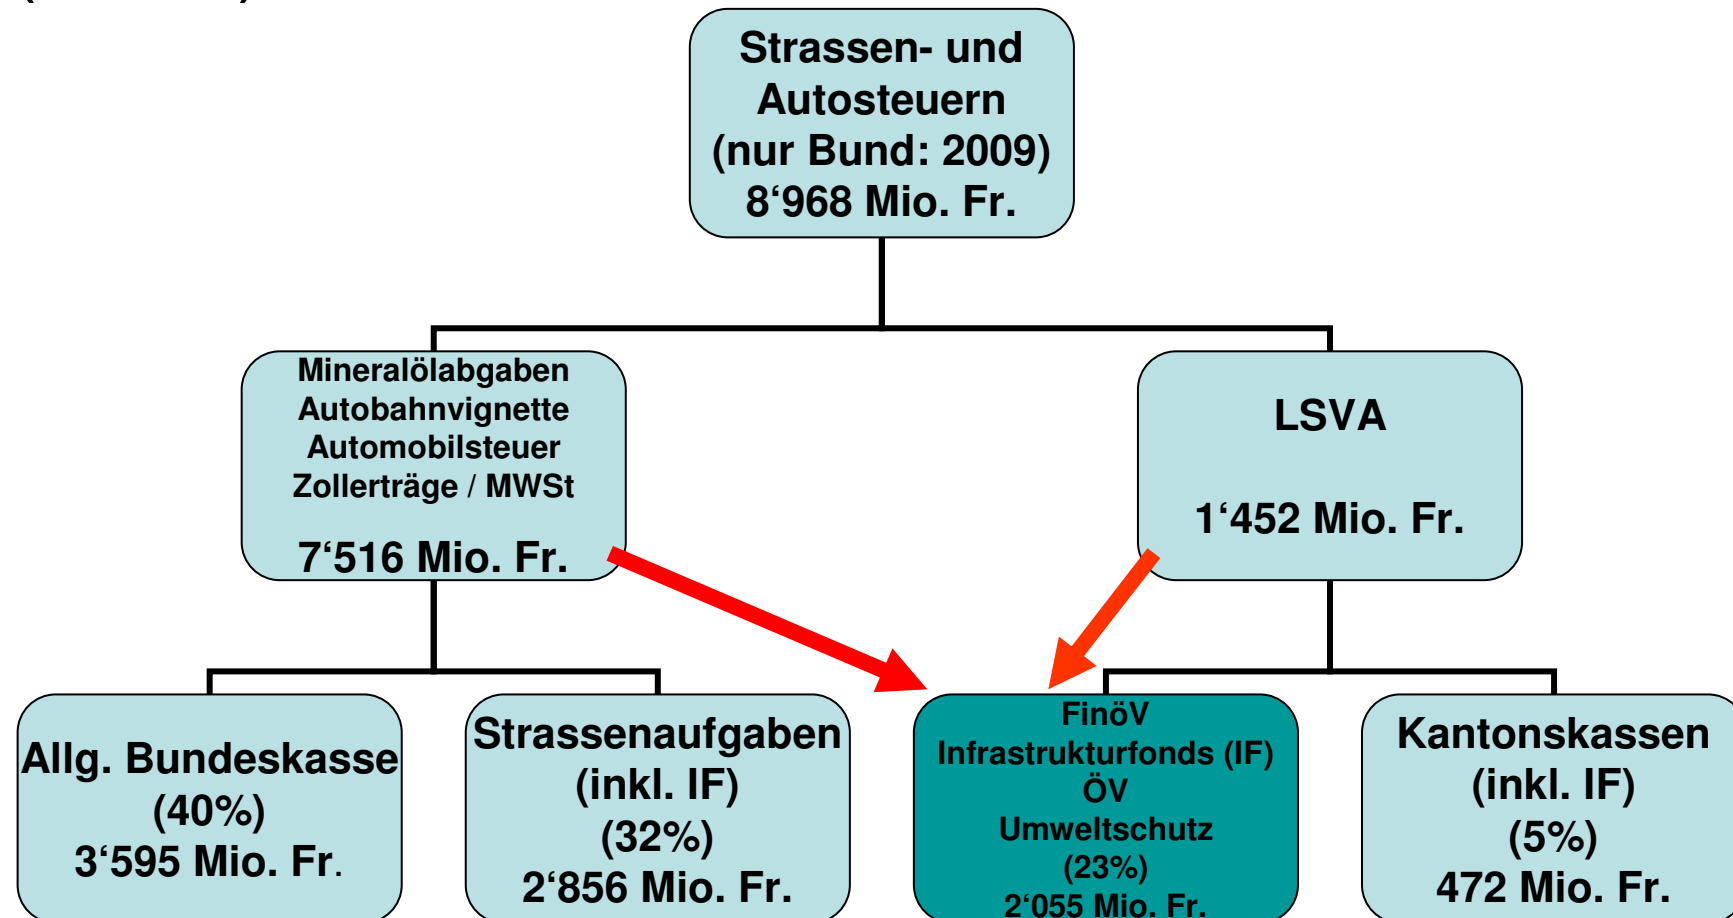 Strassen- und
Autosteuern
(nur Bund: 2009)
8‘968 Mio. Fr.
Mineralölabgaben
Autobahnvignette
Automobilsteuer
Zollerträge / MWSt
7‘516 Mio. Fr.
LSVA
1‘452 Mio. Fr.
Allg. Bundeskasse
(40%)
3‘595 Mio. Fr.
Strassenaufgaben
(inkl. IF)
(32%)
2‘856 Mio. Fr.
FinöV
Infrastrukturfonds (IF)
ÖV
Umweltschutz
(23%)
2‘055 Mio. Fr.
Kantonskassen
(inkl. IF)
(5%)
472 Mio. Fr.